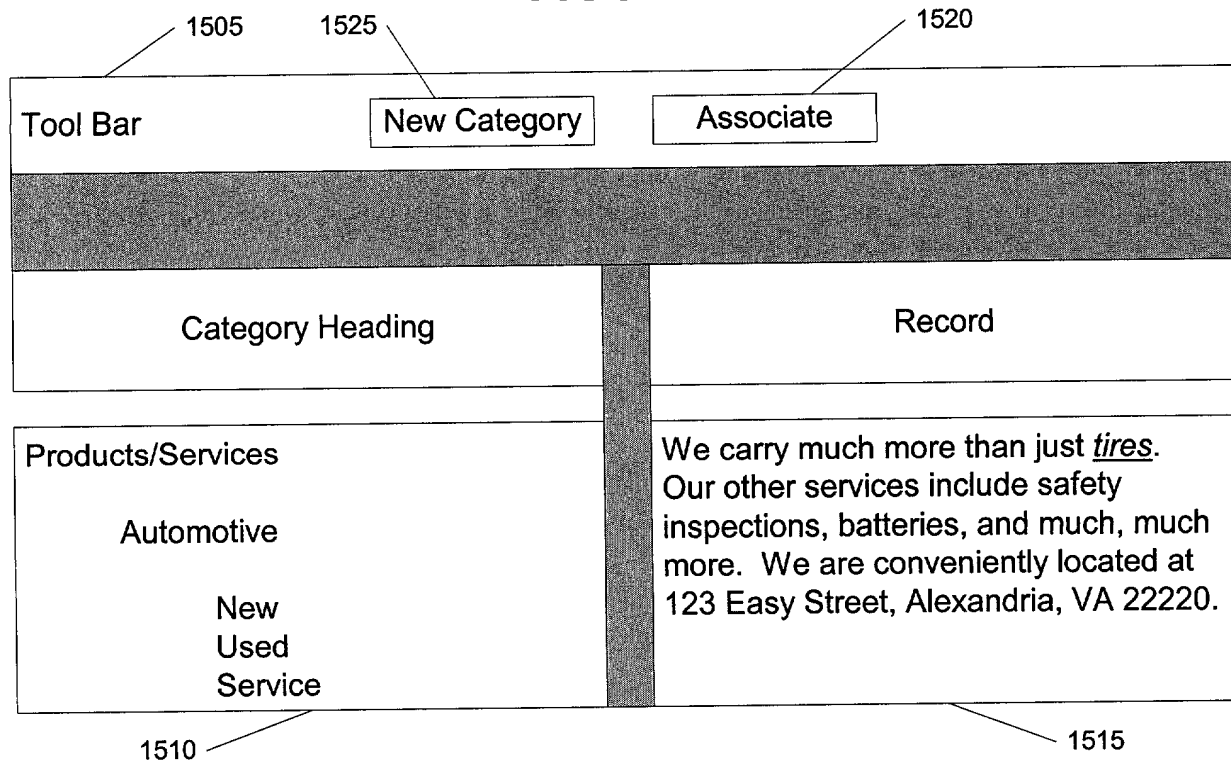 1505
1525
1520
Tool Bar
New Category
Associate
Category Heading
Record
Products/Services
Automotive
New
Used
Service
We carry much more than just tires.
Our other services include safety
inspections, batteries, and much, much
more. We are conveniently located at
123 Easy Street, Alexandria, VA 22220.
1510
1515